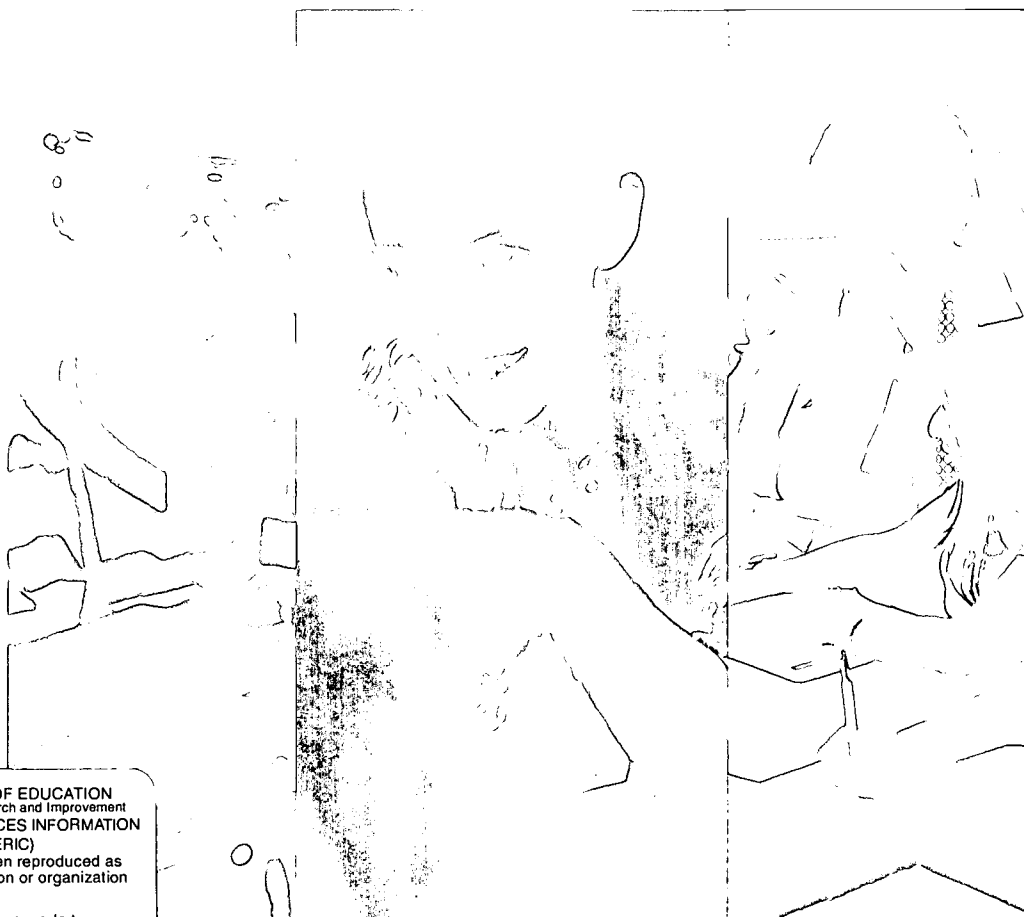 OF EDUCATION
rch and Improvement
CES INFORMATION
ERIC)
en reproduced as
on or organization